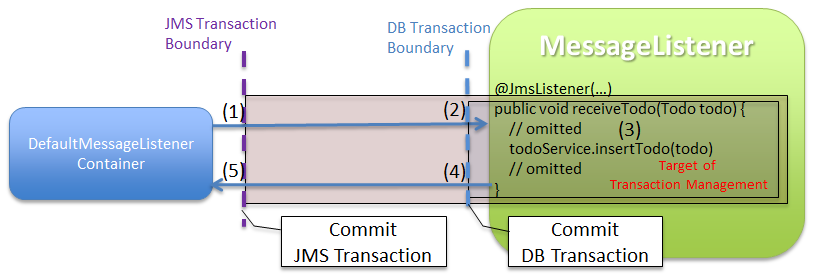 JMS Transaction
Boundary
DB Transaction
Boundary
MessageListener
@JmsListener(...)
(1)
(2)
public void receiveTodo(Todo todo) {
// omitted
(3)
DefaultMessageListener
Container
todoService.insertTodo(todo)
(5)
(4)
// omitted
Target of
Transaction Management
}
Commit
JMS Transaction
Commit
DB Transaction